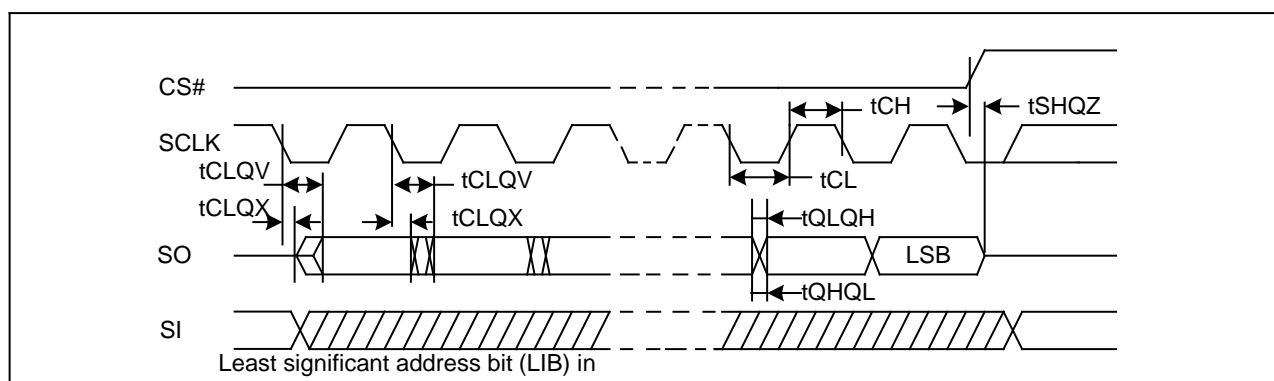 CS#
tCH
tSHQZ
SCLK
tCLQV
tCLQV
tCL
tCLQX
tCLQX
tQLQH
SO
LSB
tQHQL
SI
Least significant address bit (LIB) in